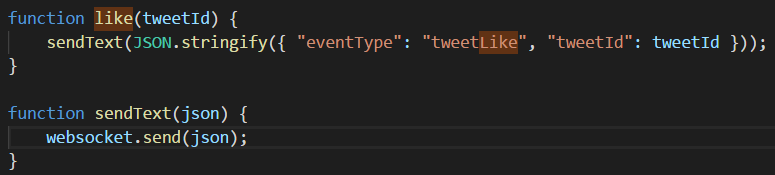 function like(tweetId) {
    sendText(JSON.stringify({ "eventType": "tweetLike", "tweetId": tweetId }));
}

function sendText(json) {
    websocket.send(json);
}